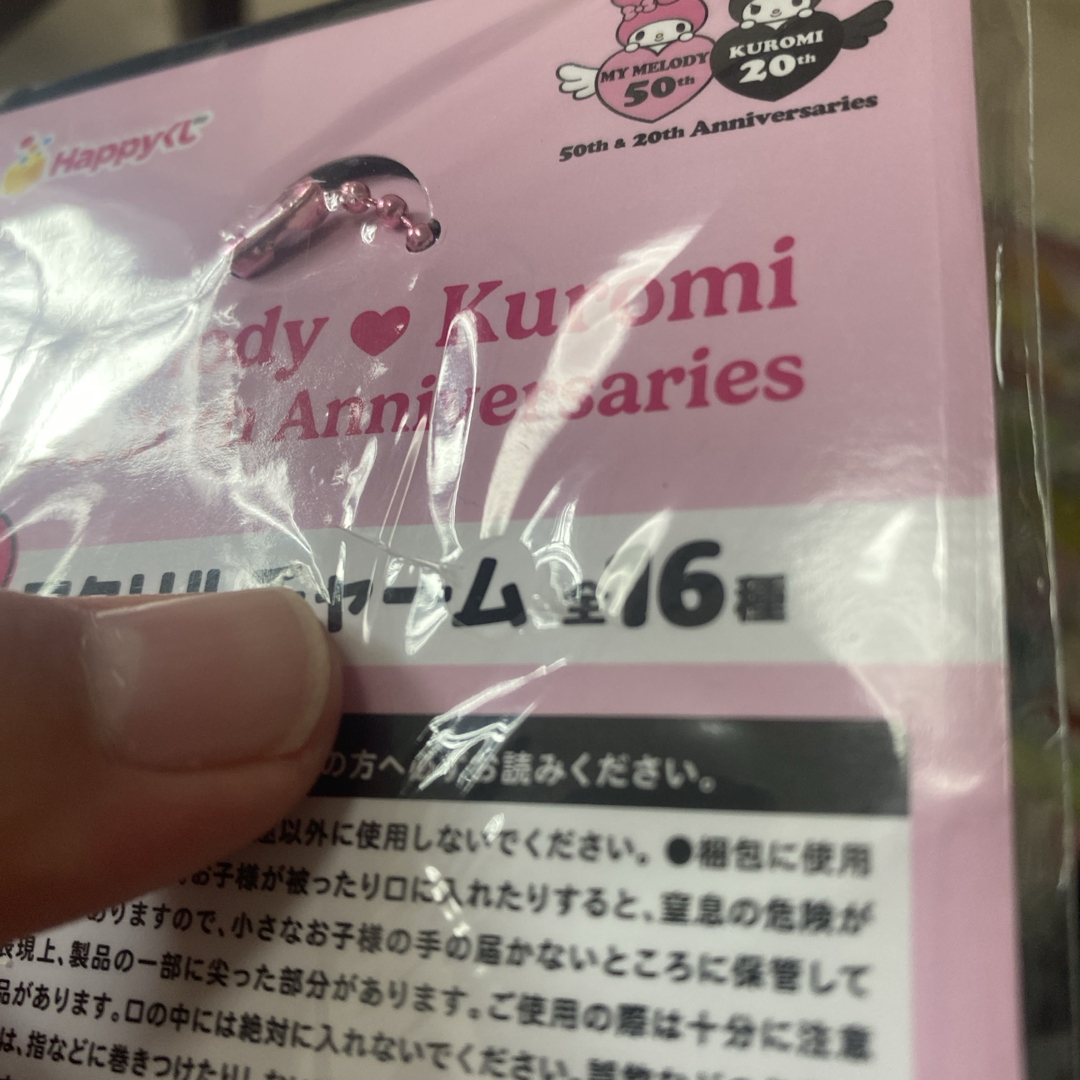 MY MELODY
50th
KUROMI
20th
50th & 20th Anniversaries
Happyくじ
ody ♥ Kuromi
Anniversaries
チャーム 全16種
の方へ必ずお読みください。
以外に使用しないでください。●梱包に使用
お子様が被ったり口に入れたりすると、窒息の危険が
ありますので、小さなお子様の手の届かないところに保管して
表現上、製品の一部に尖った部分があります。ご使用の際は十分に注意
品があります。口の中には絶対に入れないでください。
は、指などに巻きつけたりし